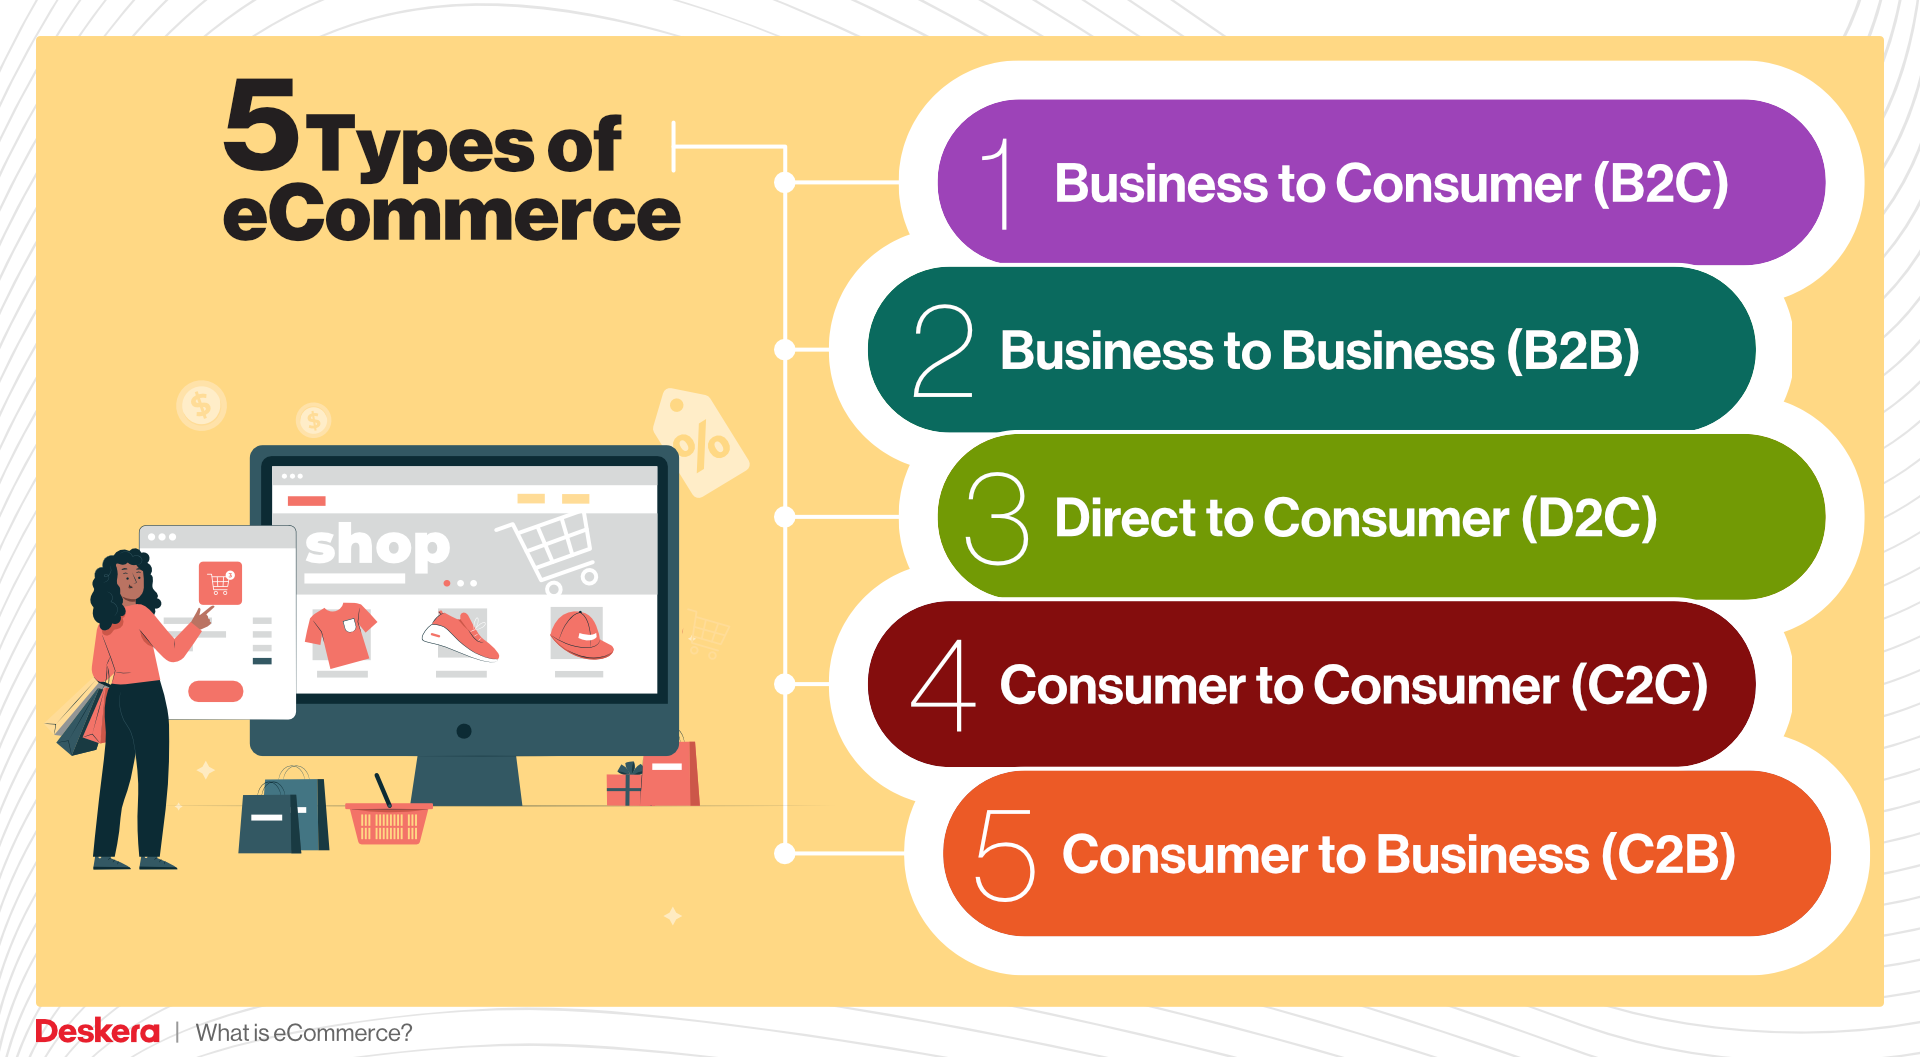 5 Types of
eCommerce
1 Business to Consumer (B2C)
2 Business to Business (B2B)
3 Direct to Consumer (D2C)
4 Consumer to Consumer (C2C)
5 Consumer to Business (C2B)
$
$
%
shop
Deskera | What is eCommerce?